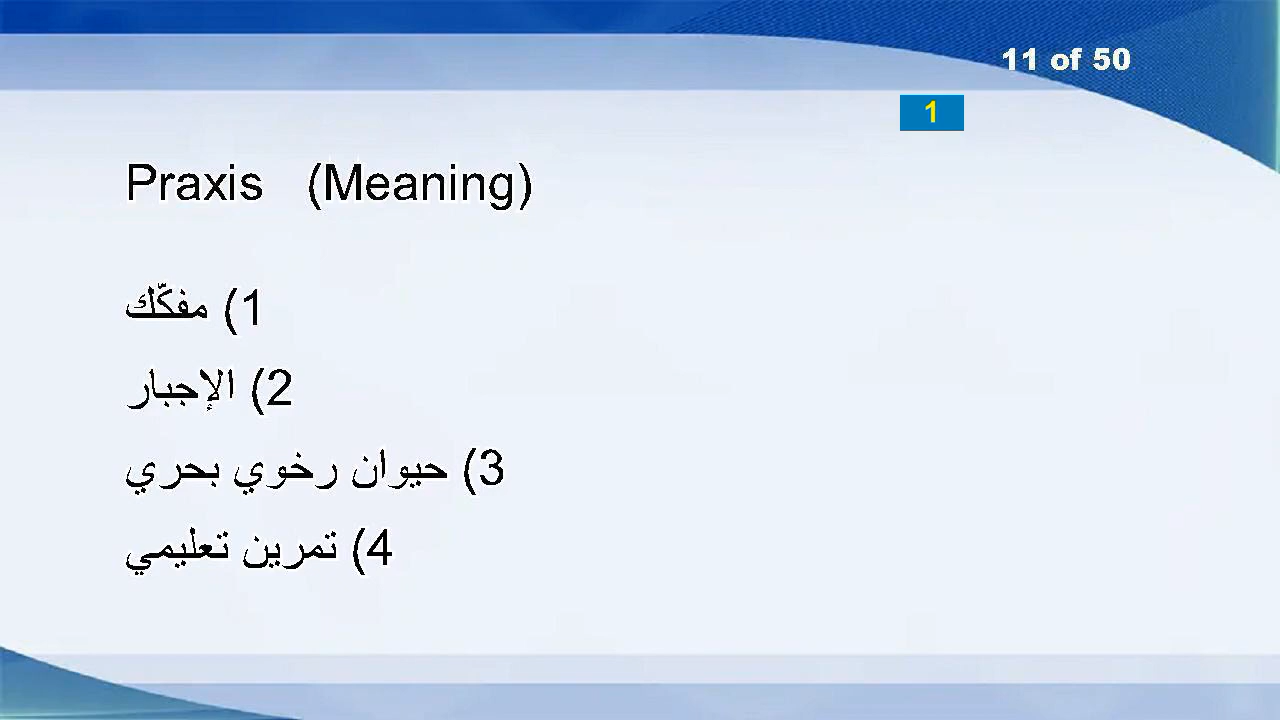 11 of 50
1
Praxis (Meaning)
1) مفكّك
2) الإجبار
3) حيوان رخوي بحري
4) تمرين تعليمي